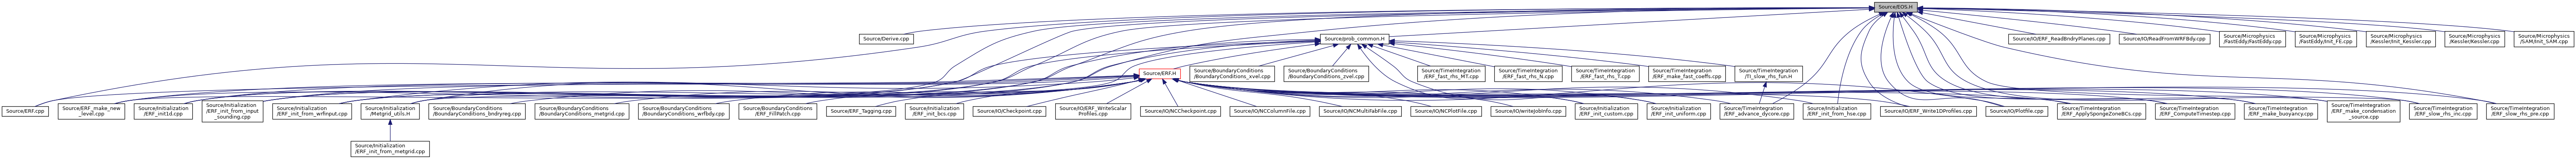 Source/EOS.H
Source/Derive.cpp
Source/prob_common.H
Source/IO/ERF_ReadBndryPlanes.cpp
Source/IO/ReadFromWRFBdy.cpp
Source/Microphysics
/FastEddy/FastEddy.cpp
Source/Microphysics
/FastEddy/Init_FE.cpp
Source/Microphysics
/Kessler/Init_Kessler.cpp
Source/Microphysics
/Kessler/Kessler.cpp
Source/Microphysics
/SAM/Init_SAM.cpp
Source/ERF.H
Source/BoundaryConditions
/BoundaryConditions_xvel.cpp
Source/BoundaryConditions
/BoundaryConditions_zvel.cpp
Source/TimeIntegration
/ERF_fast_rhs_MT.cpp
Source/TimeIntegration
/ERF_fast_rhs_N.cpp
Source/TimeIntegration
/ERF_fast_rhs_T.cpp
Source/TimeIntegration
/ERF_make_fast_coeffs.cpp
Source/TimeIntegration
/TI_slow_rhs_fun.H
Source/ERF.cpp
Source/ERF_make_new
_level.cpp
Source/Initialization
/ERF_init1d.cpp
Source/Initialization
/ERF_init_from_input
_sounding.cpp
Source/Initialization
/ERF_init_from_wrfinput.cpp
Source/Initialization
/Metgrid_utils.H
Source/BoundaryConditions
/BoundaryConditions_bndryreg.cpp
Source/BoundaryConditions
/BoundaryConditions_metgrid.cpp
Source/BoundaryConditions
/BoundaryConditions_wrfbdy.cpp
Source/BoundaryConditions
/ERF_FillPatch.cpp
Source/ERF_Tagging.cpp
Source/Initialization
/ERF_init_bcs.cpp
Source/IO/Checkpoint.cpp
Source/IO/ERF_WriteScalar
Profiles.cpp
Source/IO/NCCheckpoint.cpp
Source/IO/NCColumnFile.cpp
Source/IO/NCMultiFabFile.cpp
Source/IO/NCPlotFile.cpp
Source/IO/writeJobInfo.cpp
Source/Initialization
/ERF_init_custom.cpp
Source/Initialization
/ERF_init_uniform.cpp
Source/TimeIntegration
/ERF_advance_dycore.cpp
Source/Initialization
/ERF_init_from_hse.cpp
Source/IO/ERF_Write1DProfiles.cpp
Source/IO/Plotfile.cpp
Source/TimeIntegration
/ERF_ApplySpongeZoneBCs.cpp
Source/TimeIntegration
/ERF_ComputeTimestep.cpp
Source/TimeIntegration
/ERF_make_buoyancy.cpp
Source/TimeIntegration
/ERF_make_condensation
_source.cpp
Source/TimeIntegration
/ERF_slow_rhs_inc.cpp
Source/TimeIntegration
/ERF_slow_rhs_pre.cpp
Source/Initialization
/ERF_init_from_metgrid.cpp